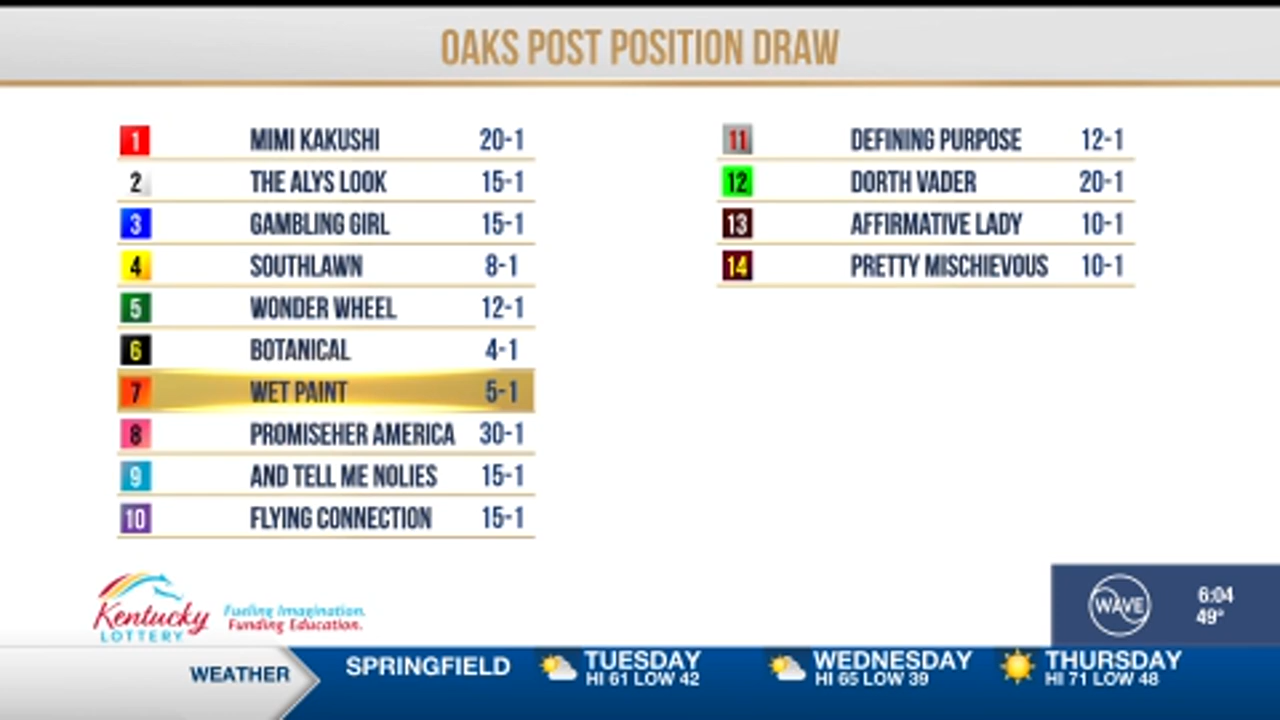 OAKS POST POSITION DRAW
1 MIMI KAKUSHI 20-1
2 THE ALYS LOOK 15-1
3 GAMBLING GIRL 15-1
4 SOUTHLAWN 8-1
5 WONDER WHEEL 12-1
6 BOTANICAL 4-1
7 WET PAINT 5-1
8 PROMISEHER AMERICA 30-1
9 AND TELL ME NOLIES 15-1
10 FLYING CONNECTION 15-1
11 DEFINING PURPOSE 12-1
12 DORTH VADER 20-1
13 AFFIRMATIVE LADY 10-1
14 PRETTY MISCHIEVOUS 10-1
Kentucky
LOTTERY
Fueling Imagination.
Funding Education.
WAVE
6:04
49°
WEATHER
SPRINGFIELD
TUESDAY
HI 61 LOW 42
WEDNESDAY
HI 65 LOW 39
THURSDAY
HI 71 LOW 48